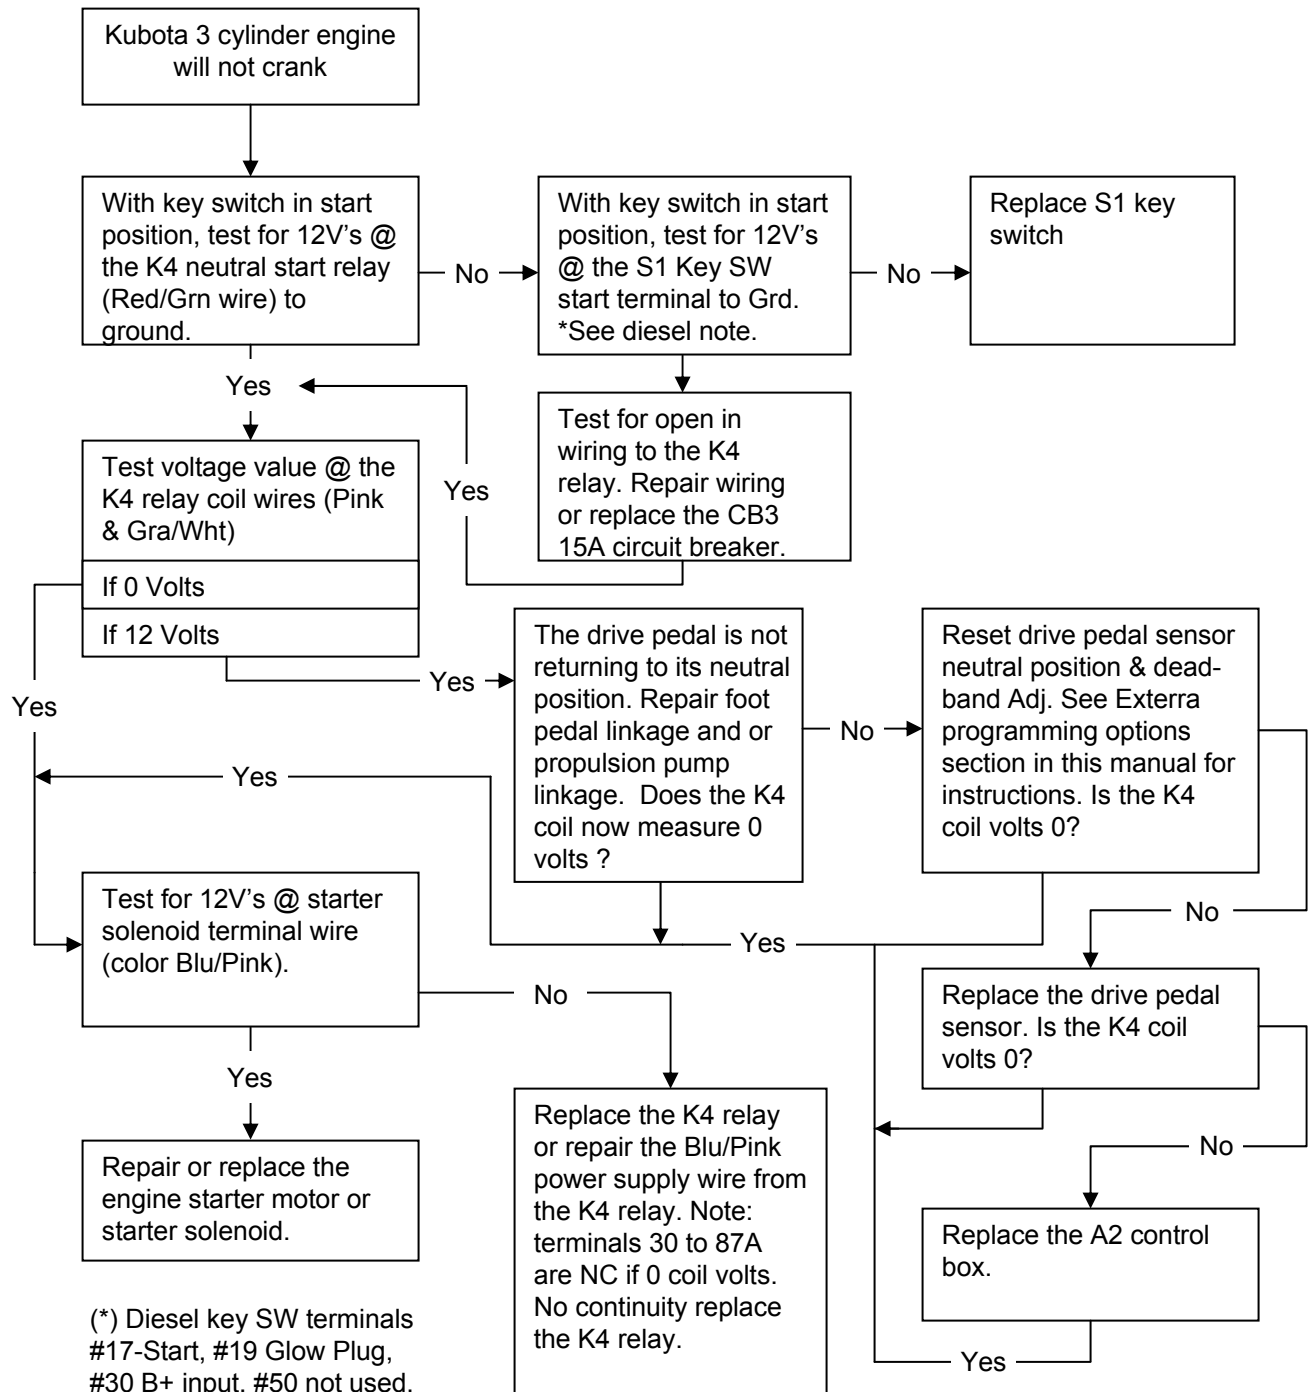 Kubota 3 cylinder engine
will not crank
With key switch in start
position, test for 12V's @
the K4 neutral start relay
(Red/Grn wire) to
ground.
No
With key switch in start
position, test for 12V's
@ the S1 Key SW
start terminal to Grd.
*See diesel note.
No
Replace S1 key
switch
Yes
Test for open in
wiring to the K4
relay. Repair wiring
or replace the CB3
15A circuit breaker.
Yes
Test voltage value @ the
K4 relay coil wires (Pink
& Gra/Wht)
If 0 Volts
If 12 Volts
Yes
Yes
The drive pedal is not
returning to its neutral
position. Repair foot
pedal linkage and or
propulsion pump
linkage. Does the K4
coil now measure 0
volts ?
No
Reset drive pedal sensor
neutral position & dead-
band Adj. See Exterra
programming options
section in this manual for
instructions. Is the K4
coil volts 0?
Yes
Test for 12V's @ starter
solenoid terminal wire
(color Blu/Pink).
Yes
No
No
Replace the drive pedal
sensor. Is the K4 coil
volts 0?
Yes
Repair or replace the
engine starter motor or
starter solenoid.
Replace the K4 relay
or repair the Blu/Pink
power supply wire from
the K4 relay. Note:
terminals 30 to 87A
are NC if 0 coil volts.
No continuity replace
the K4 relay.
No
Replace the A2 control
box.
Yes
(*) Diesel key SW terminals
#17-Start, #19 Glow Plug,
#30 B+ input, #50 not used.